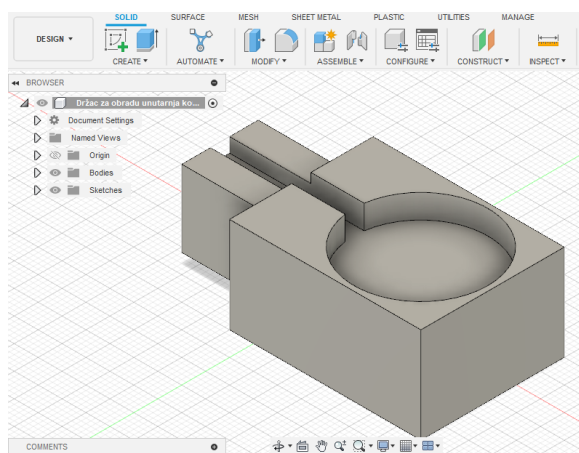 SOLID SURFACE MESH SHEET METAL PLASTIC UTILITIES MANAGE
DESIGN ▾
CREATE ▾ AUTOMATE ▾ MODIFY ▾ ASSEMBLE ▾ CONFIGURE ▾ CONSTRUCT ▾ INSPECT ▾
BROWSER
Držac za obradu unutarnja ko...
Document Settings
Named Views
Origin
Bodies
Sketches
COMMENTS